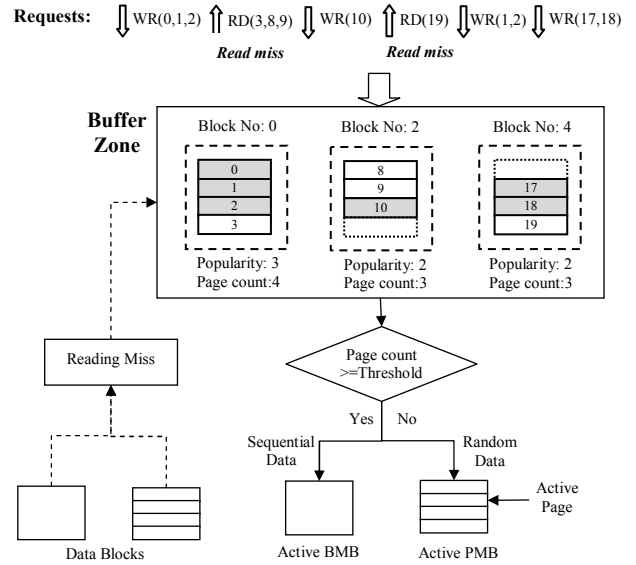 Requests: WR(0,1,2) RD(3,8,9) WR(10) RD(19) WR(1,2) WR(17,18)
Read miss Read miss
Buffer Zone
Block No: 0 Block No: 2 Block No: 4
0
1
2
3
8
9
10
17
18
19
Popularity: 3
Page count:4
Popularity: 2
Page count:3
Popularity: 2
Page count:3
Reading Miss
Page count
>=Threshold
Yes No
Sequential
Data
Random
Data
Active
Page
Data Blocks
Active BMB
Active PMB